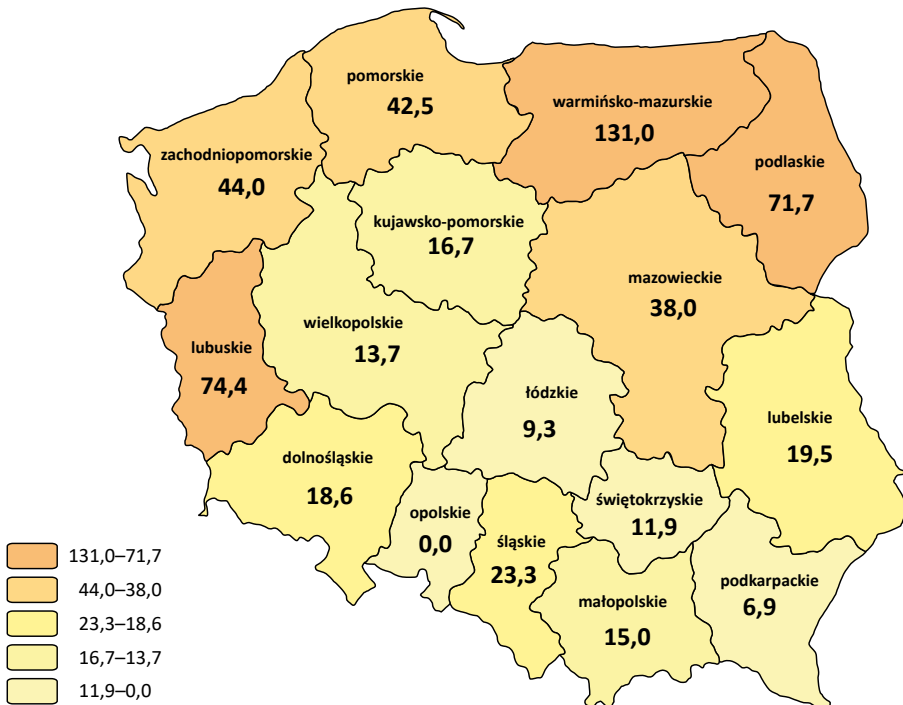 pomorskie
42,5
warmińsko-mazurskie
131,0
zachodniopomorskie
44,0
podlaskie
71,7
kujawsko-pomorskie
16,7
mazowieckie
38,0
wielkopolskie
13,7
lubuskie
74,4
łódzkie
9,3
lubelskie
19,5
dolnośląskie
18,6
świętokrzyskie
11,9
opolskie
0,0
śląskie
23,3
podkarpackie
6,9
małopolskie
15,0
131,0–71,7
44,0–38,0
23,3–18,6
16,7–13,7
11,9–0,0